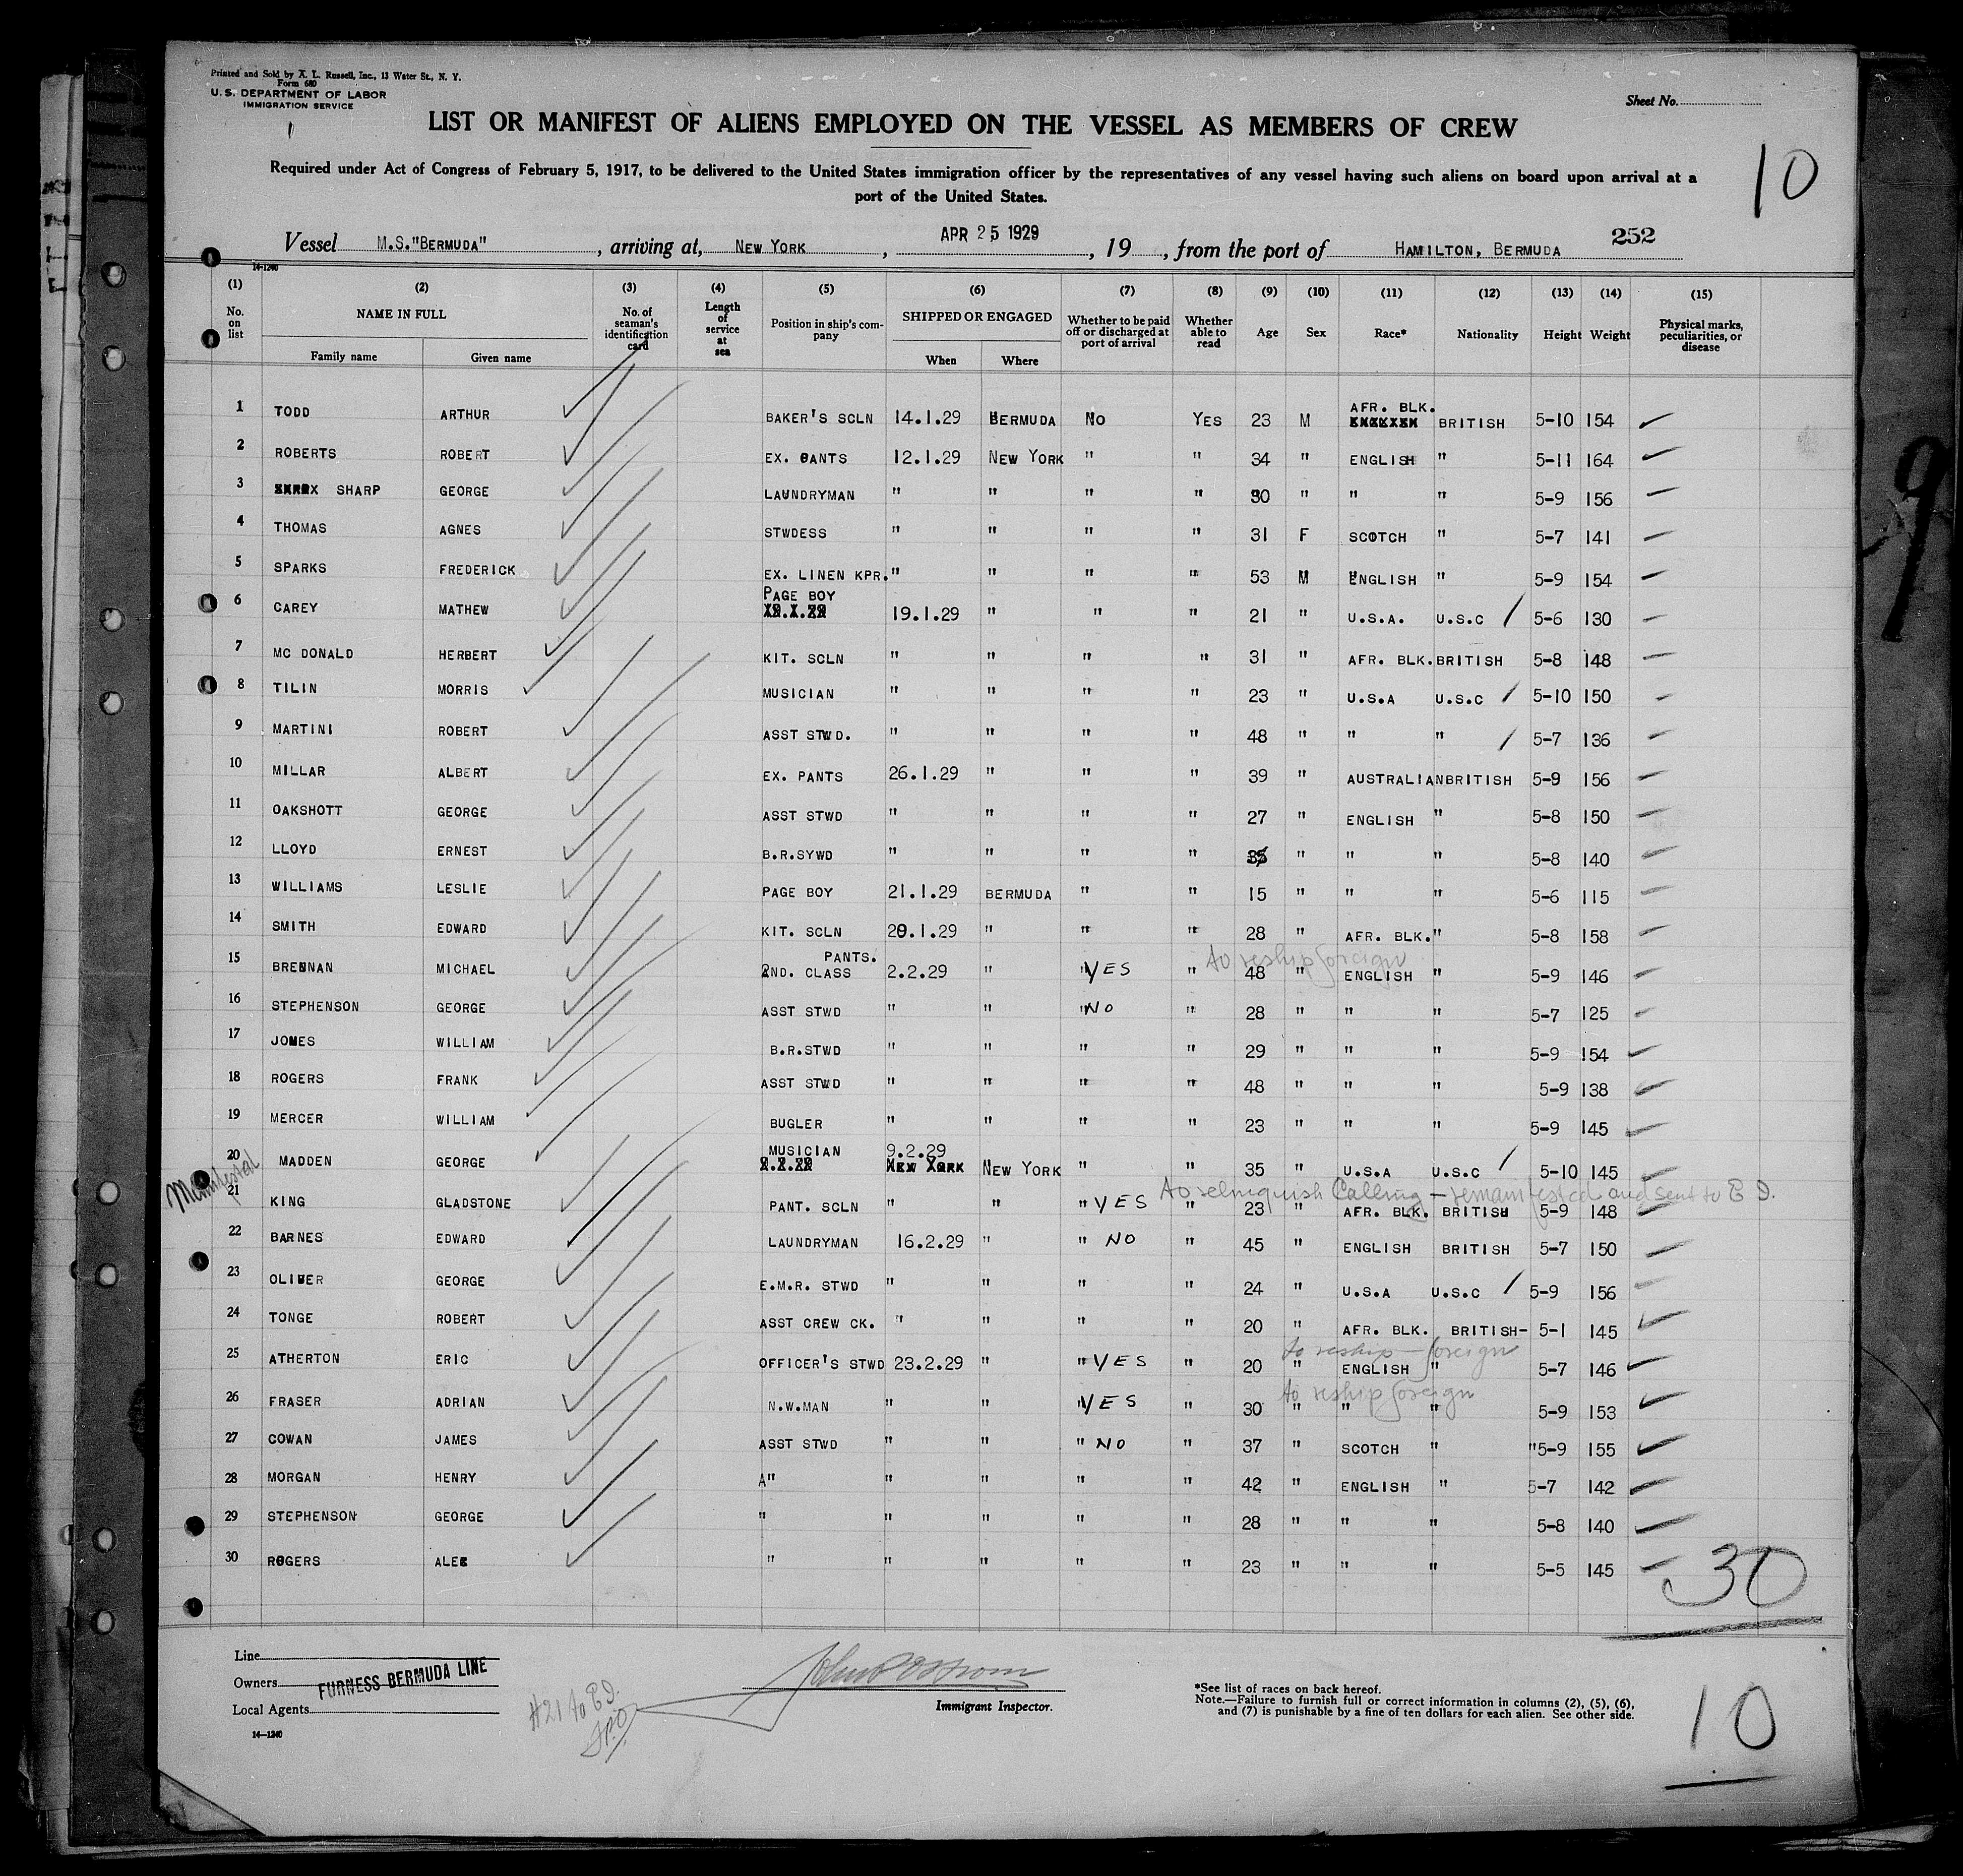 Printed and Sold by A. L. Russell, Inc., 13 Water St., N. Y.
Form 680
U. S. DEPARTMENT OF LABOR
IMMIGRATION SERVICE
Sheet No.
LIST OR MANIFEST OF ALIENS EMPLOYED ON THE VESSEL AS MEMBERS OF CREW
10
Required under Act of Congress of February 5, 1917, to be delivered to the United States immigration officer by the representatives of any vessel having such aliens on board upon arrival at a
port of the United States.
Vessel M.S."BERMUDA", arriving at, NEW YORK, APR 25 1929, 19, from the port of HAMILTON, BERMUDA 252
14-1240
(1) (2) (3) (4) (5) (6) (7) (8) (9) (10) (11) (12) (13) (14) (15)
No. on list NAME IN FULL Family name Given name No. of seaman's identification card Length of service at sea Position in ship's company SHIPPED OR ENGAGED When Where Whether to be paid off or discharged at port of arrival Whether able to read Age Sex Race* Nationality Height Weight Physical marks, peculiarities, or disease
1 TODD ARTHUR BAKER'S SCLN 14.1.29 BERMUDA NO YES 23 M AFR. BLK. BRITISH 5-10 154
2 ROBERTS ROBERT EX. PANTS 12.1.29 NEW YORK " " 34 " ENGLISH " 5-11 164
3 SHARP GEORGE LAUNDRYMAN " " " " 30 " " " 5-9 156
4 THOMAS AGNES STWDESS " " " " 31 F SCOTCH " 5-7 141
5 SPARKS FREDERICK EX. LINEN KPR. " " " " 53 M ENGLISH " 5-9 154
6 CAREY MATHEW PAGE BOY 19.1.29 " " " 21 " U.S.A. U.S.C 5-6 130
7 MC DONALD HERBERT KIT. SCLN " " " " 31 " AFR. BLK. BRITISH 5-8 148
8 TILIN MORRIS MUSICIAN " " " " 23 " U.S.A U.S.C 5-10 150
9 MARTINI ROBERT ASST STWD. " " " " 48 " " " 5-7 136
10 MILLAR ALBERT EX. PANTS 26.1.29 " " " 39 " AUSTRALIAN BRITISH 5-9 156
11 OAKSHOTT GEORGE ASST STWD " " " " 27 " ENGLISH " 5-8 150
12 LLOYD ERNEST B.R.SYWD " " " " " " " 5-8 140
13 WILLIAMS LESLIE PAGE BOY 21.1.29 BERMUDA " " 15 " " " 5-6 115
14 SMITH EDWARD KIT. SCLN 20.1.29 " " " 28 " AFR. BLK. " 5-8 158
to reship foreign
15 BRENNAN MICHAEL 2ND. CLASS PANTS. 2.2.29 " " YES " 48 " ENGLISH " 5-9 146
16 STEPHENSON GEORGE ASST STWD " " " NO " 28 " " " 5-7 125
17 JONES WILLIAM B.R.STWD " " " " 29 " " " 5-9 154
18 ROGERS FRANK ASST STWD " " " " 48 " " " 5-9 138
19 MERCER WILLIAM BUGLER " " " " 23 " " " 5-9 145
20 MADDEN GEORGE MUSICIAN 9.2.29 NEW YORK " " 35 " U.S.A U.S.C 5-10 145
to relinquish Calling — remanifested and sent to E I.
21 KING GLADSTONE PANT. SCLN " " " YES " 23 " AFR. BLK. BRITISH 5-9 148
22 BARNES EDWARD LAUNDRYMAN 16.2.29 " " NO " 45 " ENGLISH BRITISH 5-7 150
23 OLIVER GEORGE E.M.R. STWD " " " " 24 " U.S.A U.S.C 5-9 156
24 TONGE ROBERT ASST CREW CK. " " " " 20 " AFR. BLK. BRITISH- 5-1 145
to reship — foreign
25 ATHERTON ERIC OFFICER'S STWD 23.2.29 " " YES " 20 " ENGLISH " 5-7 146
to reship foreign
26 FRASER ADRIAN N.W.MAN " " " YES " 30 " " " 5-9 153
27 COWAN JAMES ASST STWD " " " NO " 37 " SCOTCH " "5-9 155
28 MORGAN HENRY A" " " " " 42 " ENGLISH " 5-7 142
29 STEPHENSON GEORGE " " " " " 28 " " " 5-8 140
30 ROGERS ALEC " " " " " 23 " " " 5-5 145
30
Line
Owners FURNESS BERMUDA LINE
Local Agents
14—1240
#21 to E I.
Immigrant Inspector.
*See list of races on back hereof.
Note.—Failure to furnish full or correct information in columns (2), (5), (6),
and (7) is punishable by a fine of ten dollars for each alien. See other side.
10
9